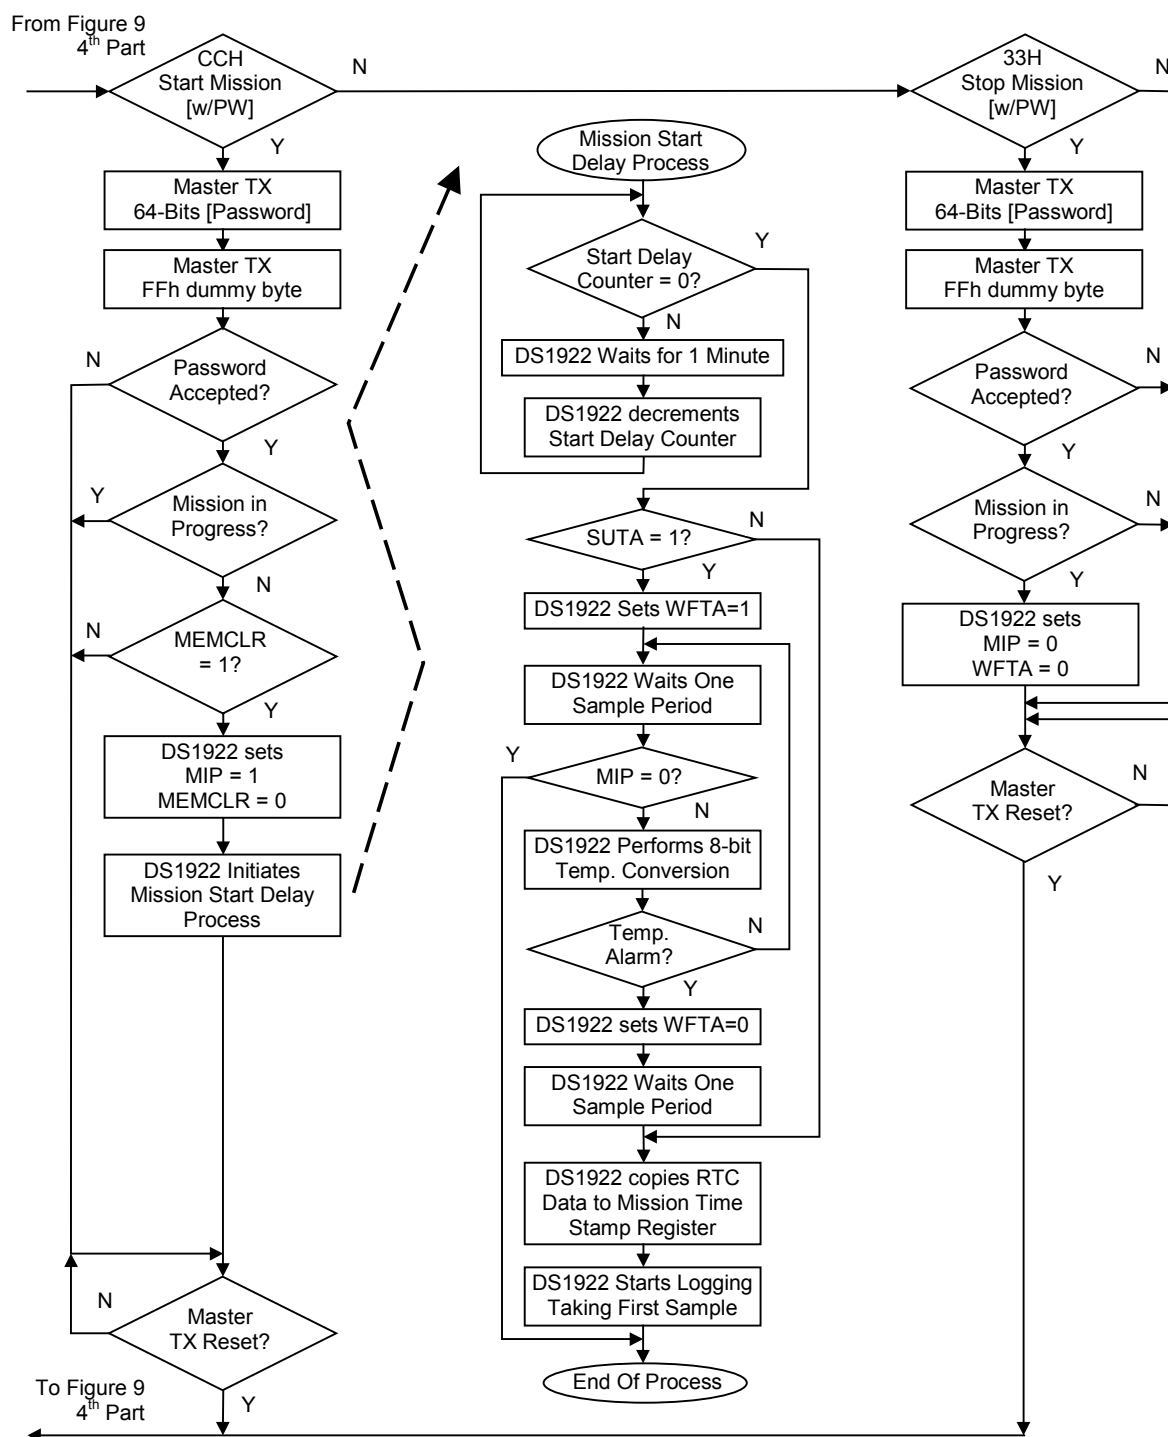 From Figure 9
4th Part
CCH
Start Mission
[w/PW]
N
Y
Master TX
64-Bits [Password]
Master TX
FFh dummy byte
N
Password
Accepted?
Y
Y
Mission in
Progress?
N
N
MEMCLR
= 1?
Y
DS1922 sets
MIP = 1
MEMCLR = 0
DS1922 Initiates
Mission Start Delay
Process
N
Master
TX Reset?
Y
To Figure 9
4th Part
Mission Start
Delay Process
Start Delay
Counter = 0?
Y
N
DS1922 Waits for 1 Minute
DS1922 decrements
Start Delay Counter
SUTA = 1?
N
Y
DS1922 Sets WFTA=1
DS1922 Waits One
Sample Period
Y
MIP = 0?
N
DS1922 Performs 8-bit
Temp. Conversion
Temp.
Alarm?
N
Y
DS1922 sets WFTA=0
DS1922 Waits One
Sample Period
DS1922 copies RTC
Data to Mission Time
Stamp Register
DS1922 Starts Logging
Taking First Sample
End Of Process
33H
Stop Mission
[w/PW]
N
Y
Master TX
64-Bits [Password]
Master TX
FFh dummy byte
Password
Accepted?
N
Y
Mission in
Progress?
N
Y
DS1922 sets
MIP = 0
WFTA = 0
Master
TX Reset?
N
Y